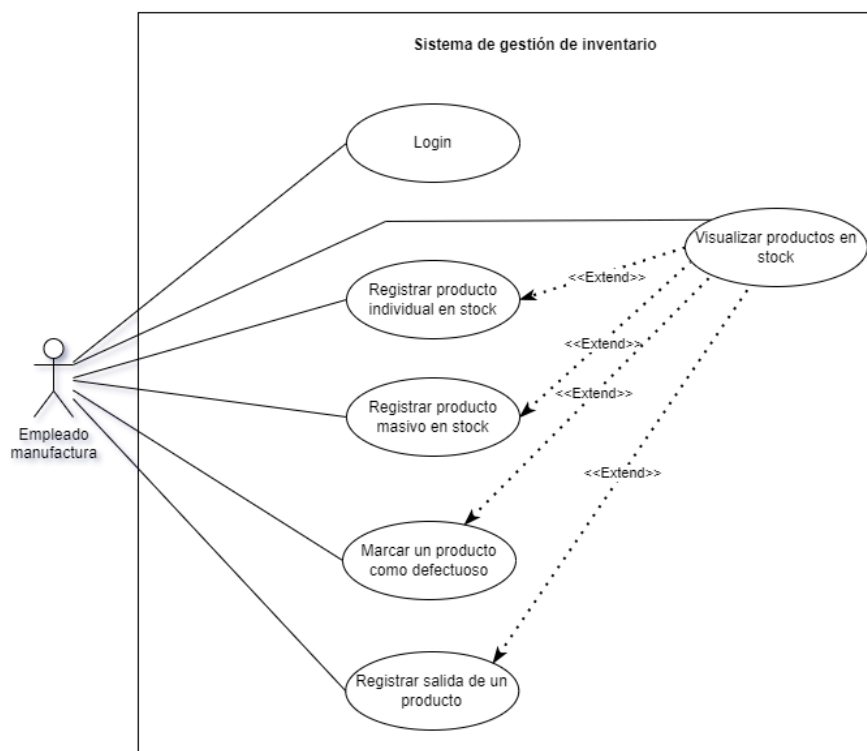 Sistema de gestión de inventario
Login
Visualizar productos en
stock
<<Extend>>
Registrar producto
individual en stock
<<Extend>>
Registrar producto
masivo en stock
<<Extend>>
Empleado
manufactura
<<Extend>>
Marcar un producto
como defectuoso
Registrar salida de un
producto